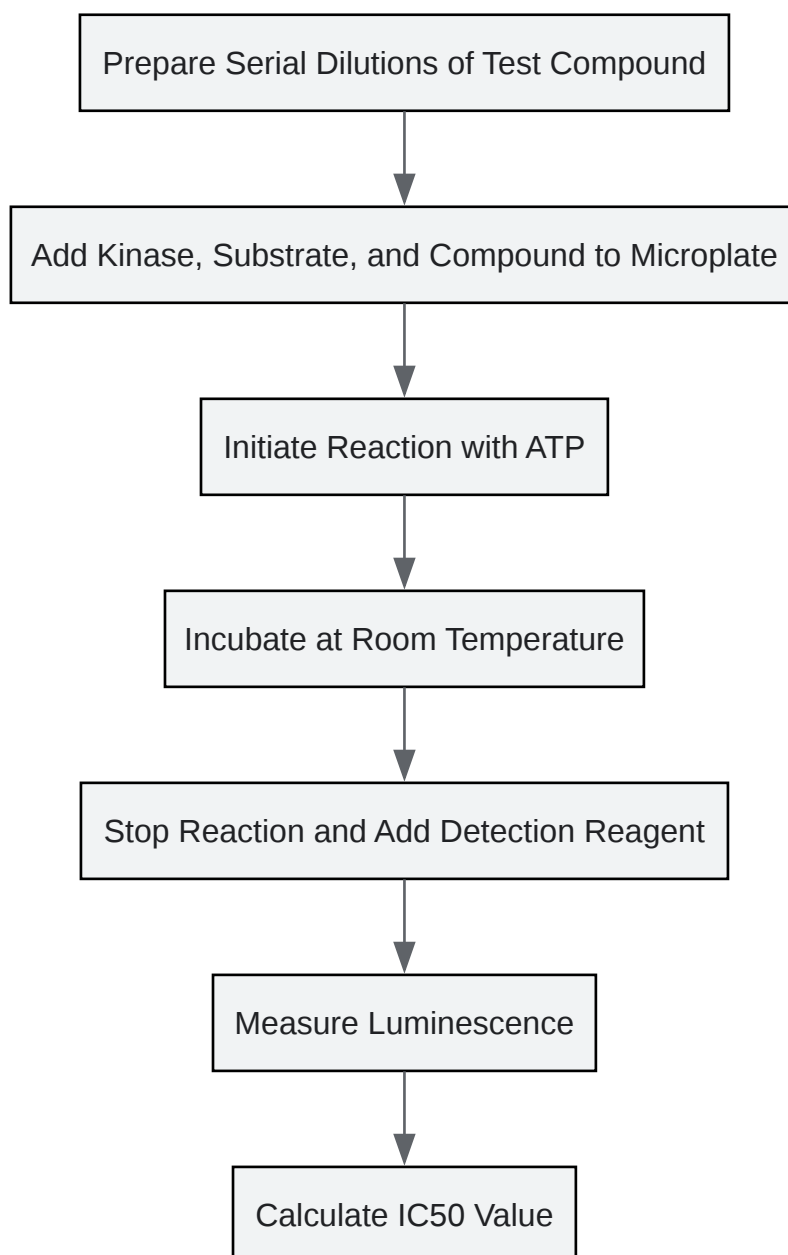 Prepare Serial Dilutions of Test Compound
Add Kinase, Substrate, and Compound to Microplate
Initiate Reaction with ATP
Incubate at Room Temperature
Stop Reaction and Add Detection Reagent
Measure Luminescence
Calculate IC50 Value